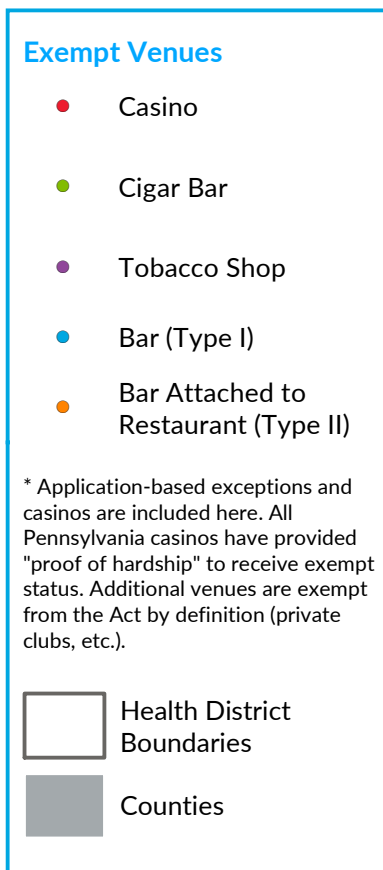 Exempt Venues
Casino
Cigar Bar
Tobacco Shop
Bar (Type I)
Bar Attached to
Restaurant (Type II)
* Application-based exceptions and
casinos are included here. All
Pennsylvania casinos have provided
"proof of hardship" to receive exempt
status. Additional venues are exempt
from the Act by definition (private
clubs, etc.).
Health District
Boundaries
Counties